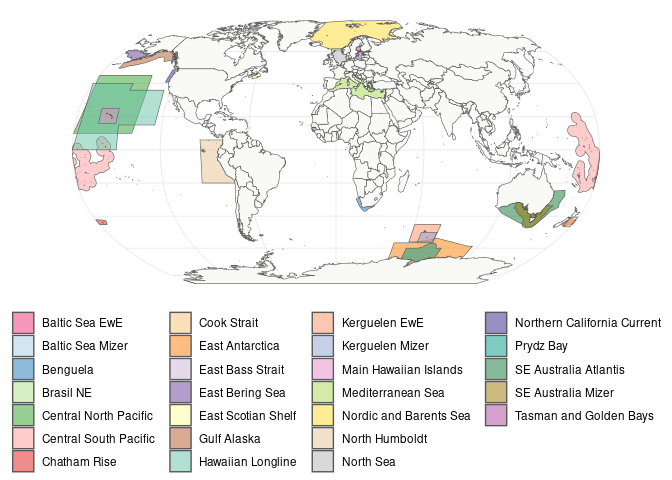 Baltic Sea EwE
Baltic Sea Mizer
Benguela
Brasil NE
Central North Pacific
Central South Pacific
Chatham Rise
Cook Strait
East Antarctica
East Bass Strait
East Bering Sea
East Scotian Shelf
Gulf Alaska
Hawaiian Longline
Kerguelen EwE
Kerguelen Mizer
Main Hawaiian Islands
Mediterranean Sea
Nordic and Barents Sea
North Humboldt
North Sea
Northern California Current
Prydz Bay
SE Australia Atlantis
SE Australia Mizer
Tasman and Golden Bays